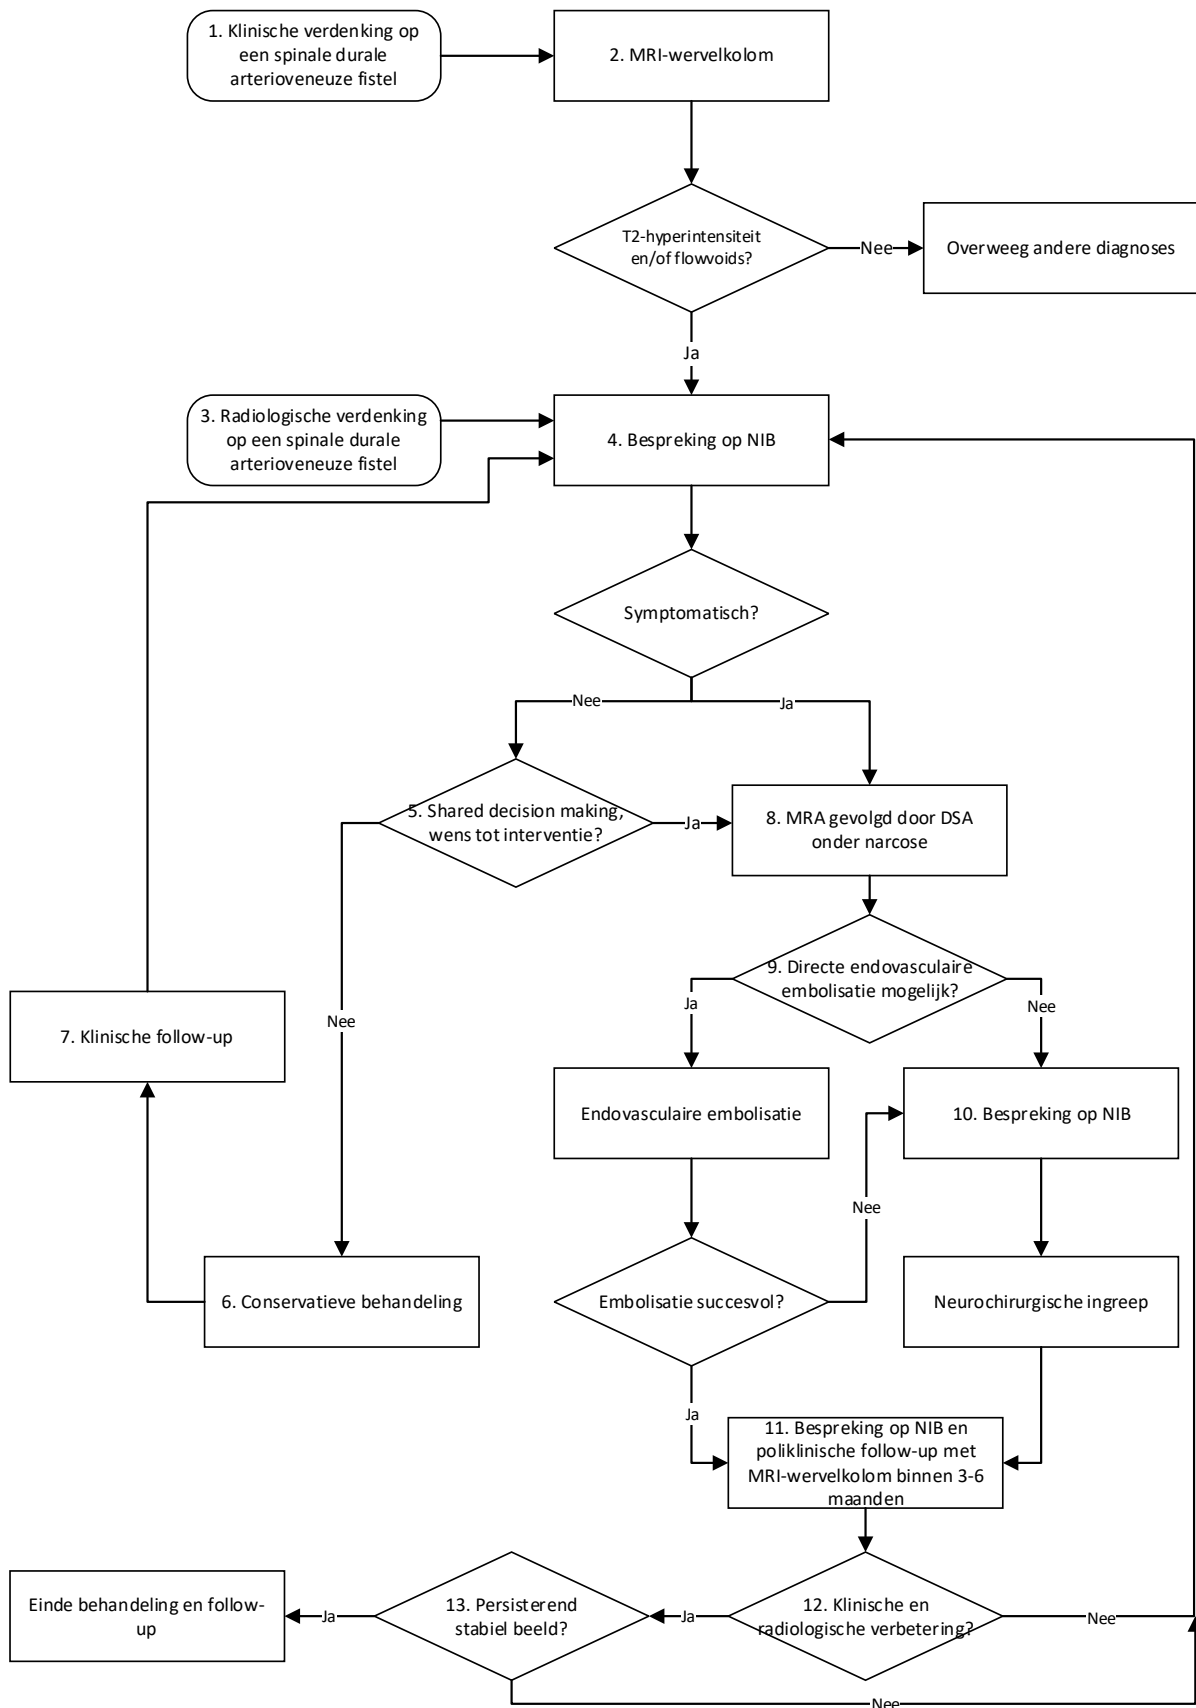 1. Klinische verdenking op
een spinale durale
arterioveneuze fistel
2. MRI-wervelkolom
T2-hyperintensiteit
en/of flowvoids?
Nee
Overweeg andere diagnoses
Ja
3. Radiologische verdenking
op een spinale durale
arterioveneuze fistel
4. Bespreking op NIB
Symptomatisch?
Nee
Ja
5. Shared decision making,
wens tot interventie?
Ja
8. MRA gevolgd door DSA
onder narcose
9. Directe endovasculaire
embolisatie mogelijk?
Ja
Nee
Nee
7. Klinische follow-up
Endovasculaire embolisatie
10. Bespreking op NIB
Nee
6. Conservatieve behandeling
Embolisatie succesvol?
Neurochirurgische ingreep
Ja
11. Bespreking op NIB en
poliklinische follow-up met
MRI-wervelkolom binnen 3-6
maanden
Einde behandeling en follow-
up
Ja
13. Persisterend
stabiel beeld?
Ja
12. Klinische en
radiologische verbetering?
Nee
Nee